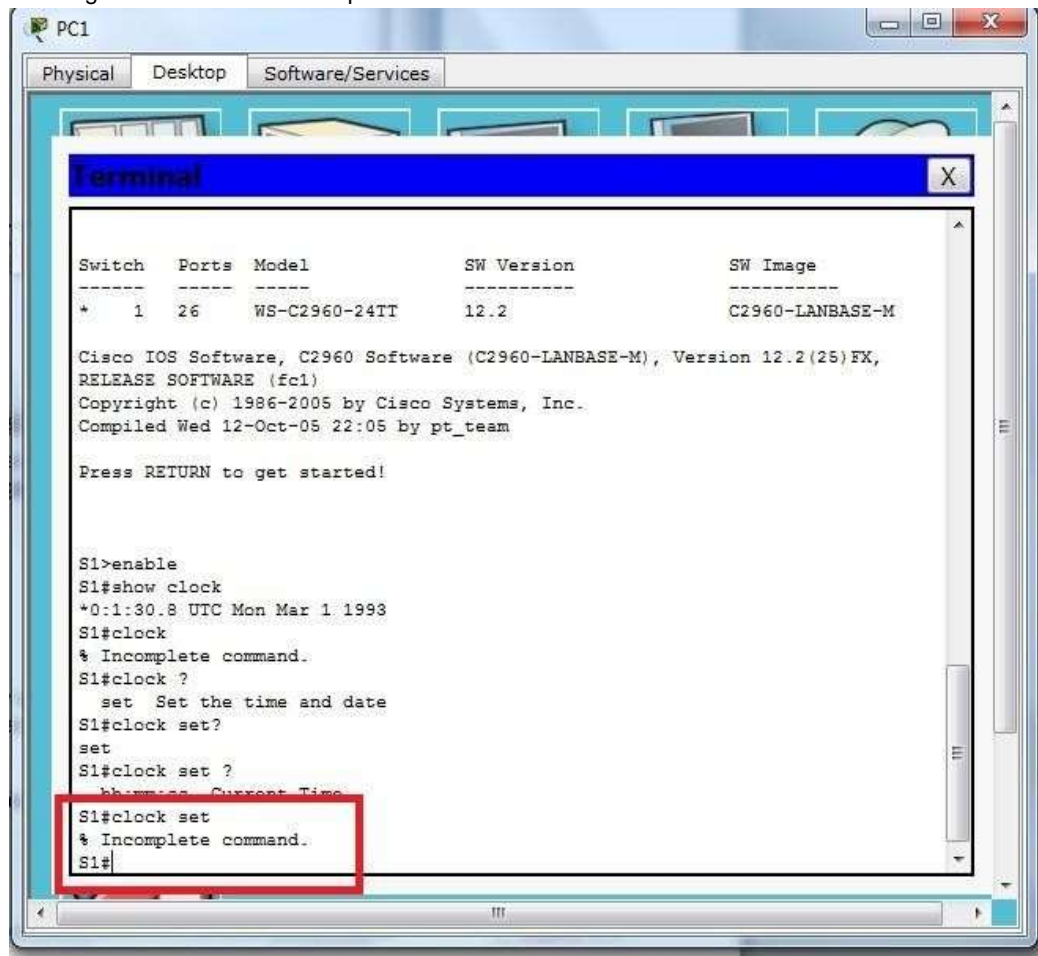 PC1
Physical Desktop Software/Services
Terminal X
Switch Ports Model SW Version SW Image
------ ----- ----- ---------- ----------
* 1 26 WS-C2960-24TT 12.2 C2960-LANBASE-M
Cisco IOS Software, C2960 Software (C2960-LANBASE-M), Version 12.2(25)FX,
RELEASE SOFTWARE (fc1)
Copyright (c) 1986-2005 by Cisco Systems, Inc.
Compiled Wed 12-Oct-05 22:05 by pt_team
Press RETURN to get started!
S1>enable
S1#show clock
*0:1:30.8 UTC Mon Mar 1 1993
S1#clock
% Incomplete command.
S1#clock ?
set Set the time and date
S1#clock set?
set
S1#clock set ?
hh:mm:ss Current Time
S1#clock set
% Incomplete command.
S1#